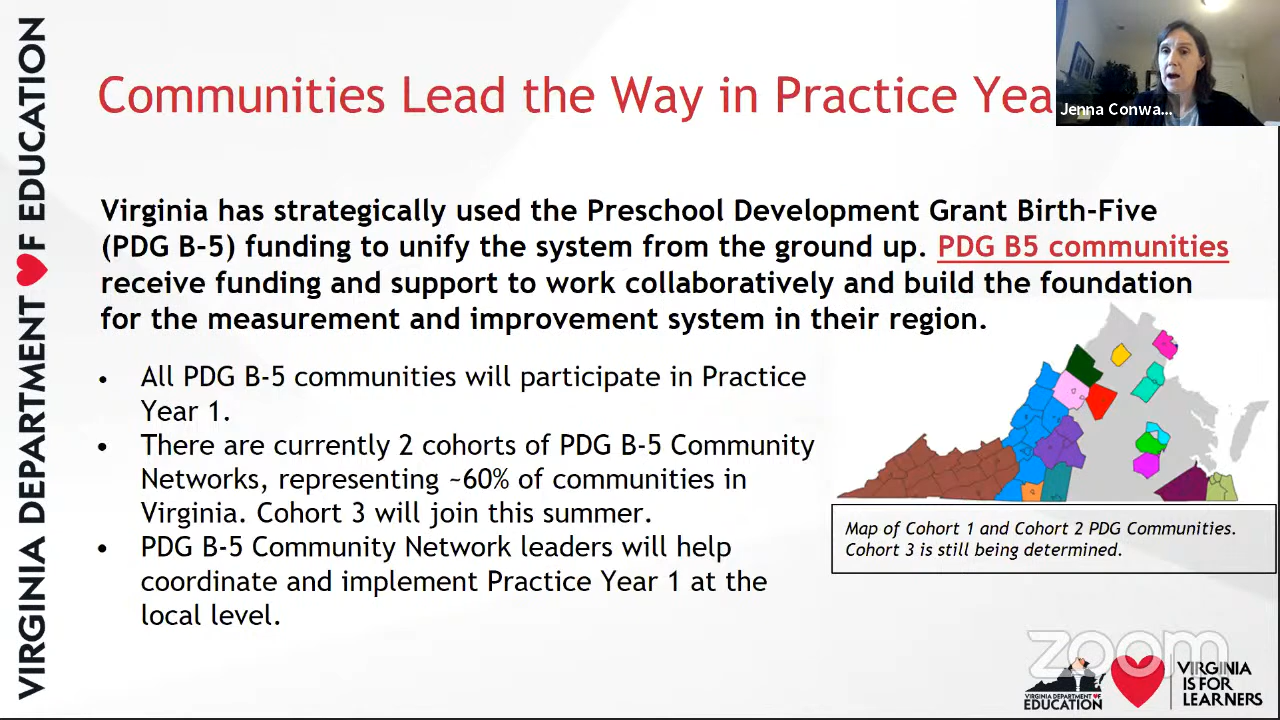 VIRGINIA DEPARTMENT OF EDUCATION
Communities Lead the Way in Practice Yea
Jenna Conwa...
Virginia has strategically used the Preschool Development Grant Birth-Five
(PDG B-5) funding to unify the system from the ground up. PDG B5 communities
receive funding and support to work collaboratively and build the foundation
for the measurement and improvement system in their region.
• All PDG B-5 communities will participate in Practice
Year 1.
• There are currently 2 cohorts of PDG B-5 Community
Networks, representing ~60% of communities in
Virginia. Cohort 3 will join this summer.
• PDG B-5 Community Network leaders will help
coordinate and implement Practice Year 1 at the
local level.
Map of Cohort 1 and Cohort 2 PDG Communities.
Cohort 3 is still being determined.
zoom
VIRGINIA DEPARTMENT OF
EDUCATION
VIRGINIA
IS FOR
LEARNERS